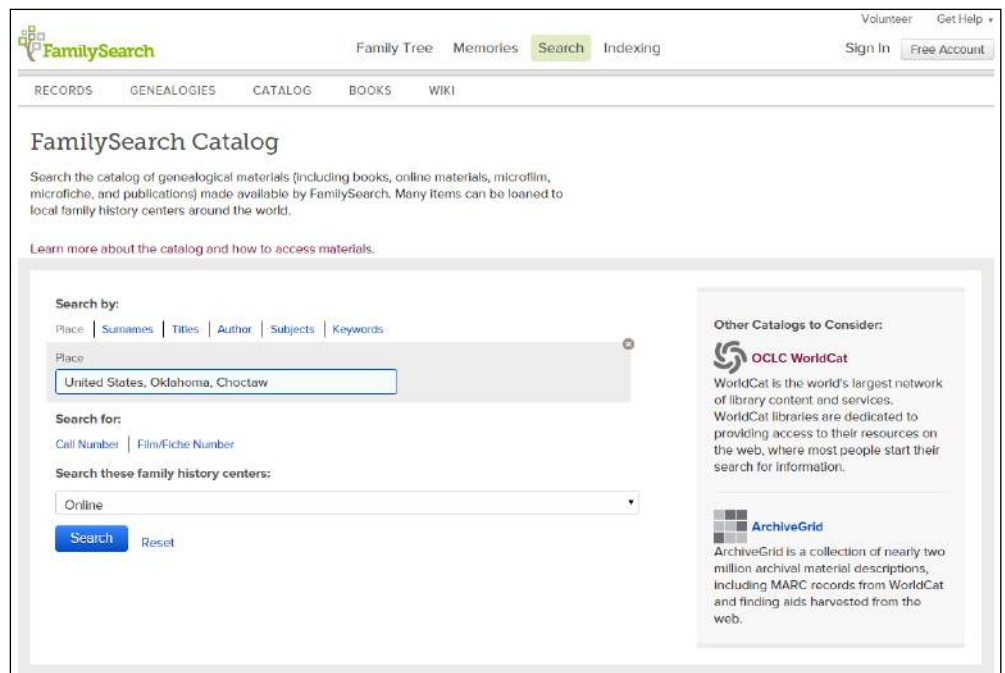 Volunteer Get Help
FamilySearch
Family Tree Memories Search Indexing
Sign In Free Account
RECORDS GENEALOGIES CATALOG BOOKS WIKI
FamilySearch Catalog
Search the catalog of genealogical materials (including books, online materials, microfilm,
microfiche, and publications) made available by FamilySearch. Many items can be loaned to
local family history centers around the world.
Learn more about the catalog and how to access materials.
Search by:
Place | Surnames | Titles | Author | Subjects | Keywords
Place
United States, Oklahoma, Choctaw
Search for:
Call Number | Film/Fiche Number
Search these family history centers:
Online
Search Reset
Other Catalogs to Consider:
OCLC WorldCat
WorldCat is the world's largest network
of library content and services.
WorldCat libraries are dedicated to
providing access to their resources on
the web, where most people start their
search for information.
ArchiveGrid
ArchiveGrid is a collection of nearly two
million archival material descriptions,
including MARC records from WorldCat
and finding aids harvested from the
web.